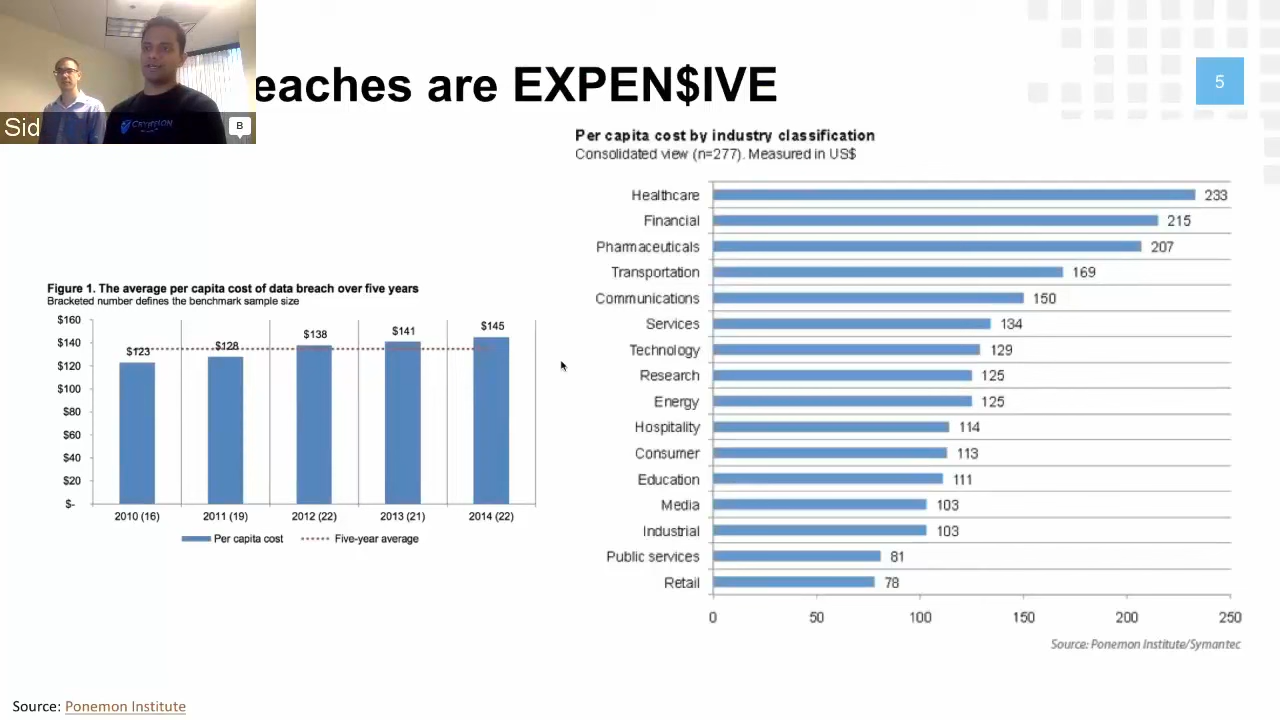 eaches are EXPEN$IVE
5
Sid
B
Per capita cost by industry classification
Consolidated view (n=277). Measured in US$
Healthcare 233
Financial 215
Pharmaceuticals 207
Transportation 169
Communications 150
Services 134
Technology 129
Research 125
Energy 125
Hospitality 114
Consumer 113
Education 111
Media 103
Industrial 103
Public services 81
Retail 78
0 50 100 150 200 250
Source: Ponemon Institute/Symantec
Figure 1. The average per capita cost of data breach over five years
Bracketed number defines the benchmark sample size
$160
$140
$120
$100
$80
$60
$40
$20
$-
$123 $128 $138 $141 $145
2010 (16) 2011 (19) 2012 (22) 2013 (21) 2014 (22)
Per capita cost Five-year average
Source: Ponemon Institute